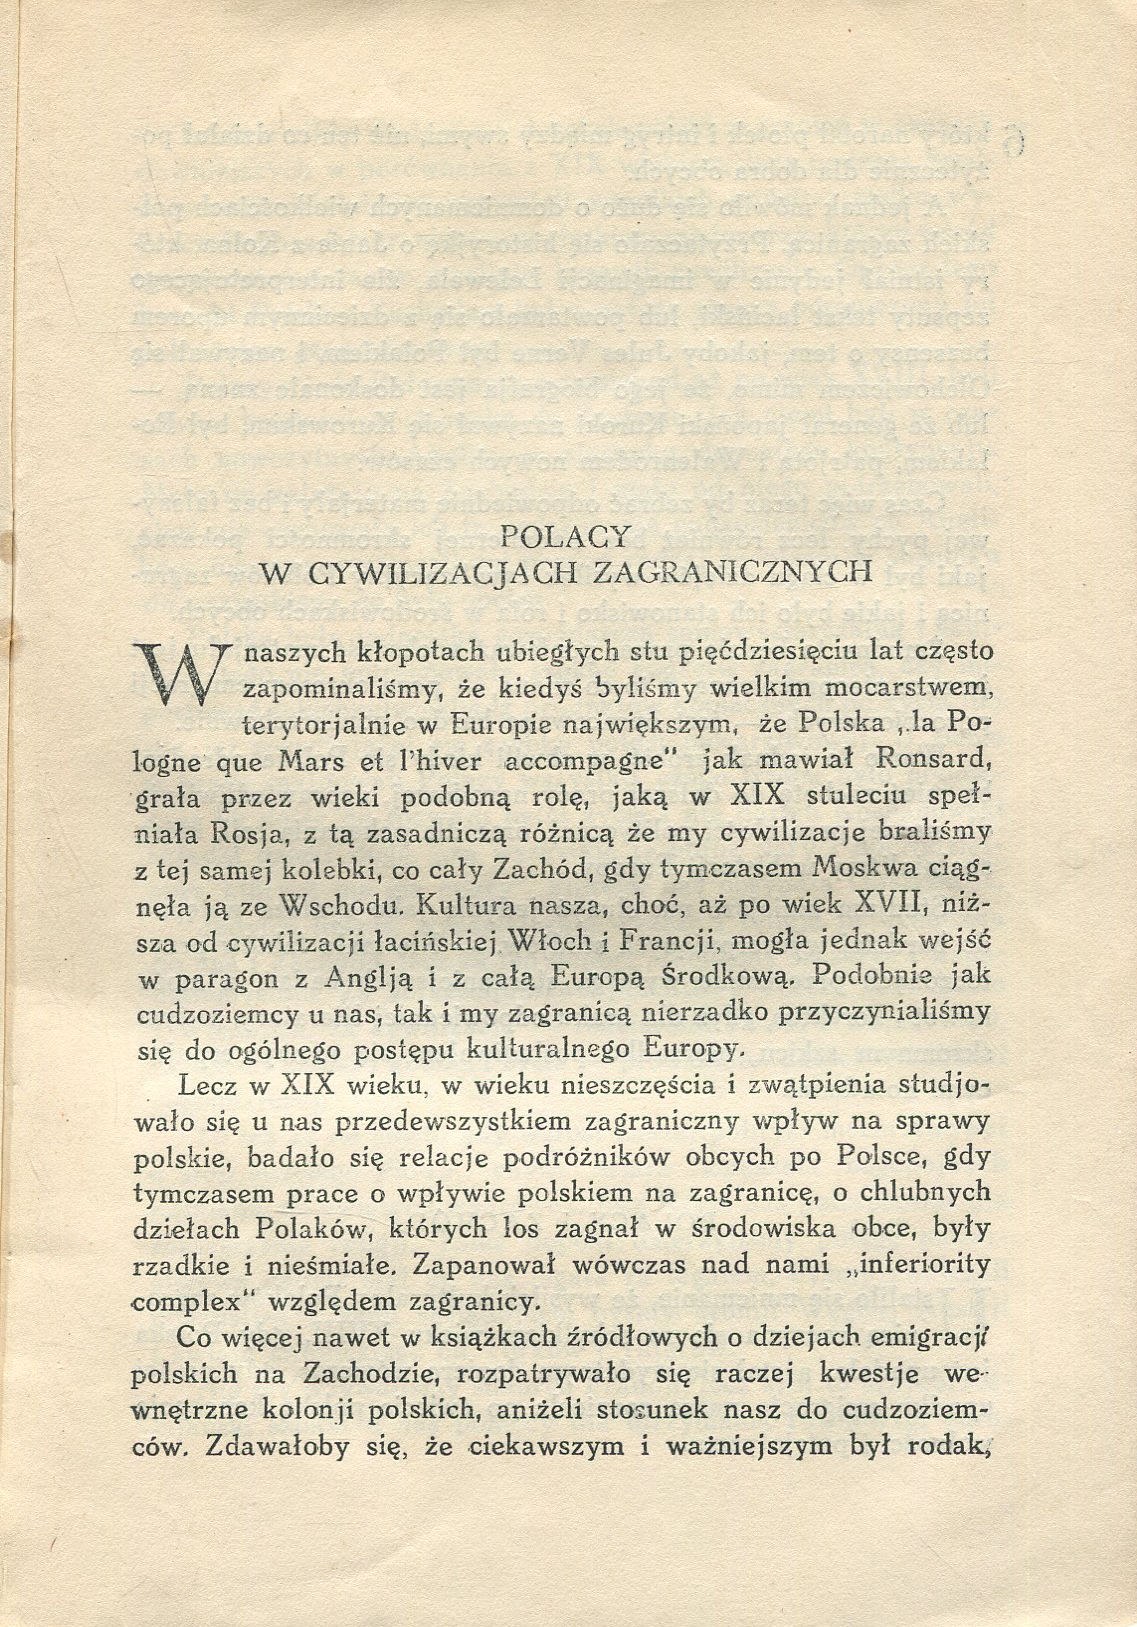 POLACY
W CYWILIZACJACH ZAGRANICZNYCH
W naszych kłopotach ubiegłych stu pięćdziesięciu lat często
zapominaliśmy, że kiedyś byliśmy wielkim mocarstwem,
terytorjalnie w Europie największym, że Polska „la Po-
logne que Mars et l'hiver accompagne" jak mawiał Ronsard,
grała przez wieki podobną rolę, jaką w XIX stuleciu speł-
niała Rosja, z tą zasadniczą różnicą że my cywilizacje braliśmy
z tej samej kolebki, co cały Zachód, gdy tymczasem Moskwa ciąg-
nęła ją ze Wschodu. Kultura nasza, choć, aż po wiek XVII, niż-
sza od cywilizacji łacińskiej Włoch i Francji, mogła jednak wejść
w paragon z Anglją i z całą Europą Środkową. Podobnie jak
cudzoziemcy u nas, tak i my zagranicą nierzadko przyczynialiśmy
się do ogólnego postępu kulturalnego Europy.
Lecz w XIX wieku, w wieku nieszczęścia i zwątpienia studjo-
wało się u nas przedewszystkiem zagraniczny wpływ na sprawy
polskie, badało się relacje podróżników obcych po Polsce, gdy
tymczasem prace o wpływie polskiem na zagranicę, o chlubnych
dziełach Polaków, których los zagnał w środowiska obce, były
rzadkie i nieśmiałe. Zapanował wówczas nad nami „inferiority
complex" względem zagranicy.
Co więcej nawet w książkach źródłowych o dziejach emigracji
polskich na Zachodzie, rozpatrywało się raczej kwestje we-
wnętrzne kolonji polskich, aniżeli stosunek nasz do cudzoziem-
ców. Zdawałoby się, że ciekawszym i ważniejszym był rodak,